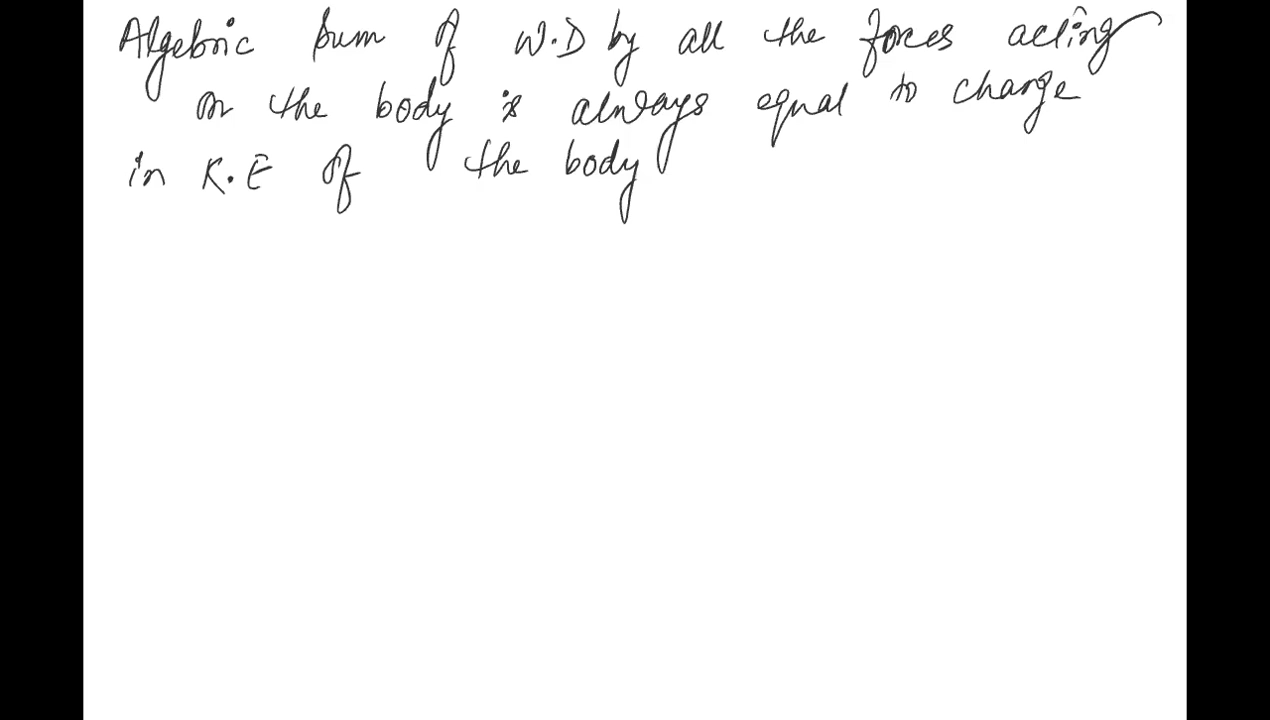 Algebric sum of W.D by all the forces acting
on the body is always equal to change
in K.E of the body